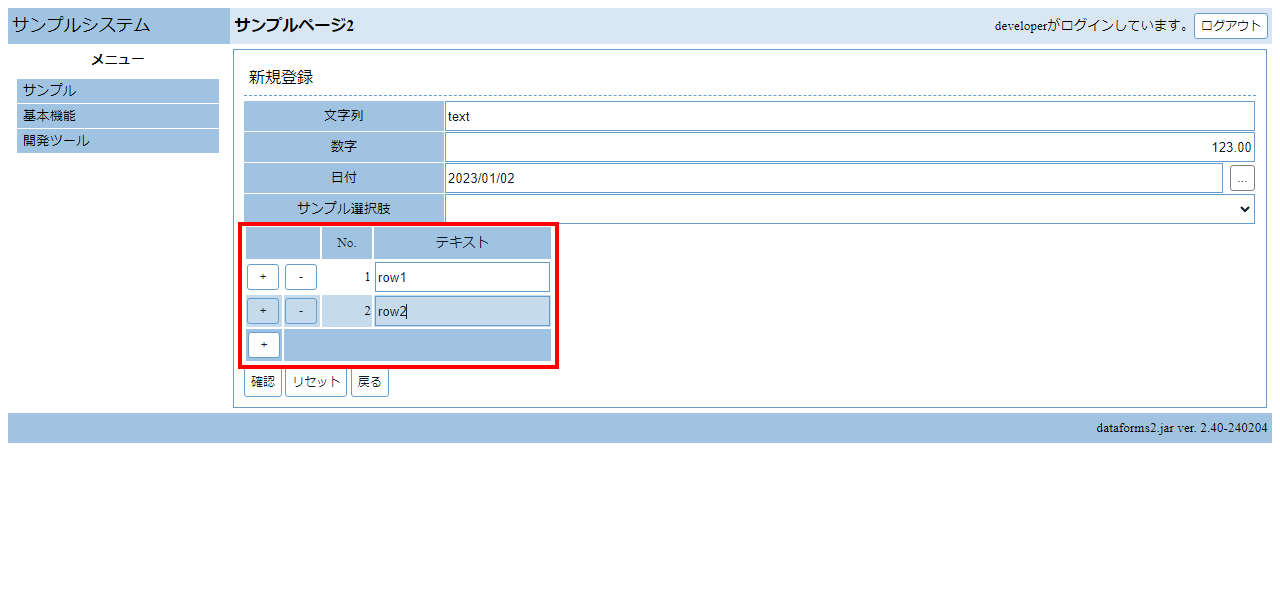 サンプルシステム
サンプルページ2
developerがログインしています。 ログアウト
メニュー
サンプル
基本機能
開発ツール
新規登録
文字列 text
数字 123.00
日付 2023/01/02 ...
サンプル選択肢
No. テキスト
+ - 1 row1
+ - 2 row2
+
確認 リセット 戻る
dataforms2.jar ver. 2.40-240204